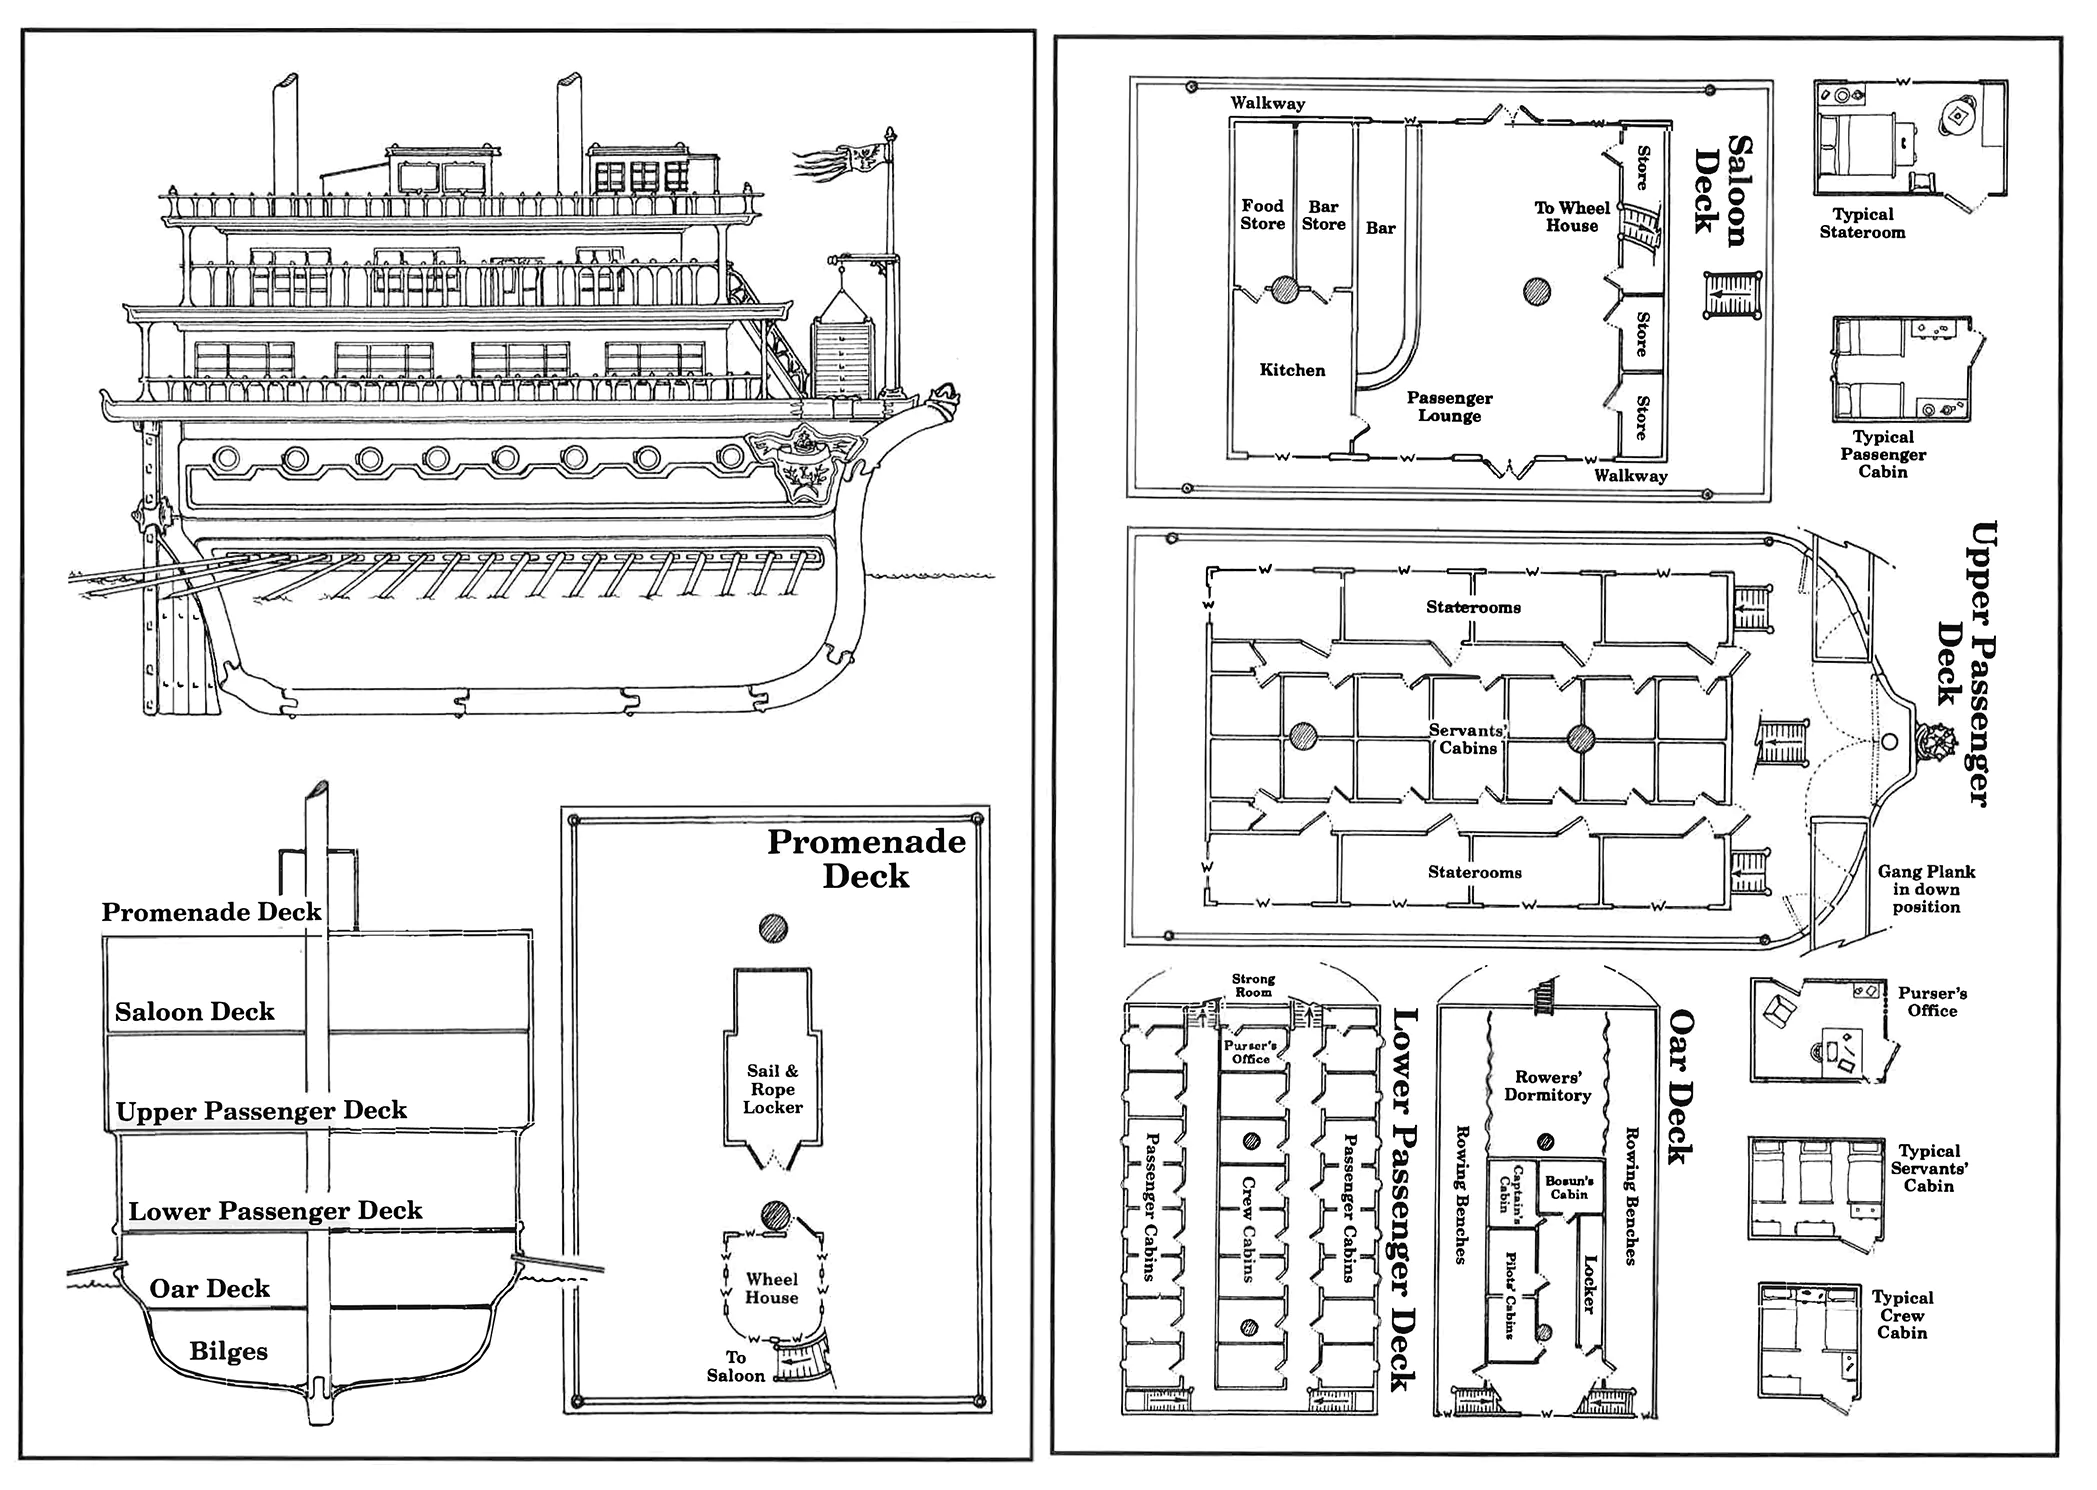 Promenade Deck
Saloon Deck
Upper Passenger Deck
Lower Passenger Deck
Oar Deck
Bilges
Promenade
Deck
Sail &
Rope
Locker
Wheel
House
To
Saloon
Saloon
Deck
Walkway
Food
Store
Bar
Store
Bar
To Wheel
House
Store
Store
Store
Kitchen
Passenger
Lounge
Walkway
W
W
W
W
W
Typical
Stateroom
W
Typical
Passenger
Cabin
Upper Passenger
Deck
Staterooms
Servants'
Cabins
Staterooms
W
W
W
W
W
W
W
W
W
W
Gang Plank
in down
position
Lower Passenger Deck
Strong
Room
Purser's
Office
Passenger Cabins
Crew Cabins
Passenger Cabins
Oar Deck
Rowers'
Dormitory
Rowing Benches
Rowing Benches
Captain's
Cabin
Bosun's
Cabin
Pilots' Cabins
Locker
W
W
W
Purser's
Office
Typical
Servants'
Cabin
Typical
Crew
Cabin
W
W
W
W
W
W
W